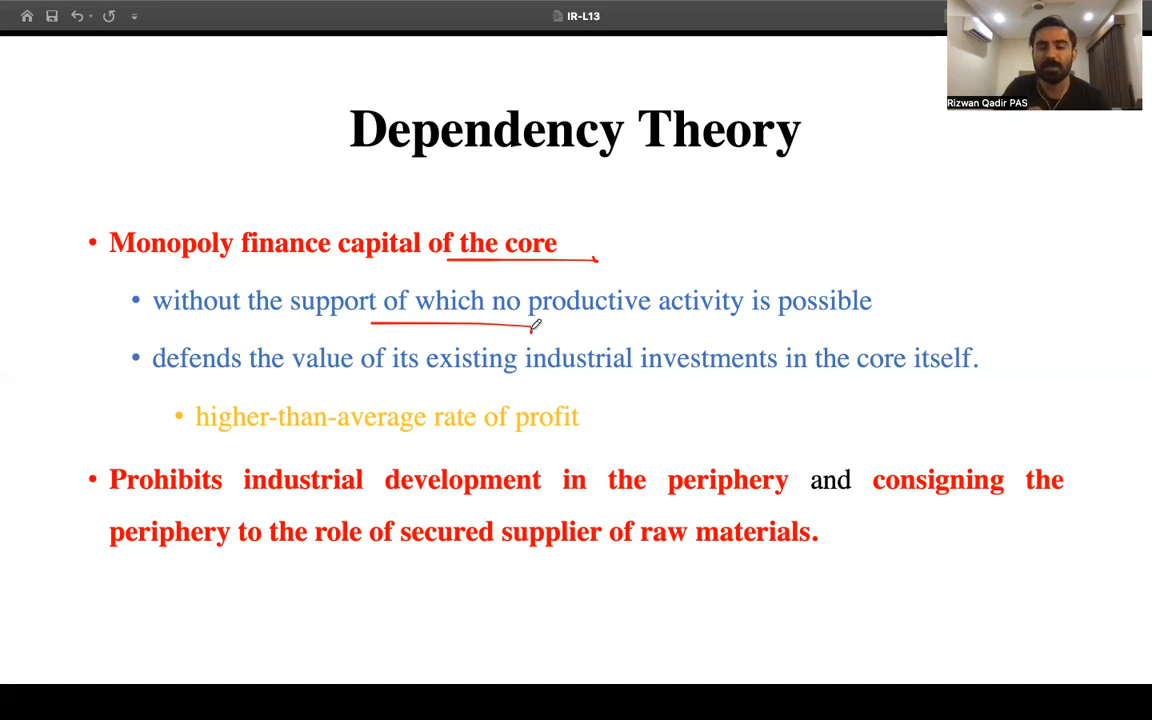 IR-L13
Rizwan Qadir PAS
Dependency Theory
• Monopoly finance capital of the core
• without the support of which no productive activity is possible
• defends the value of its existing industrial investments in the core itself.
• higher-than-average rate of profit
• Prohibits industrial development in the periphery and consigning the
periphery to the role of secured supplier of raw materials.